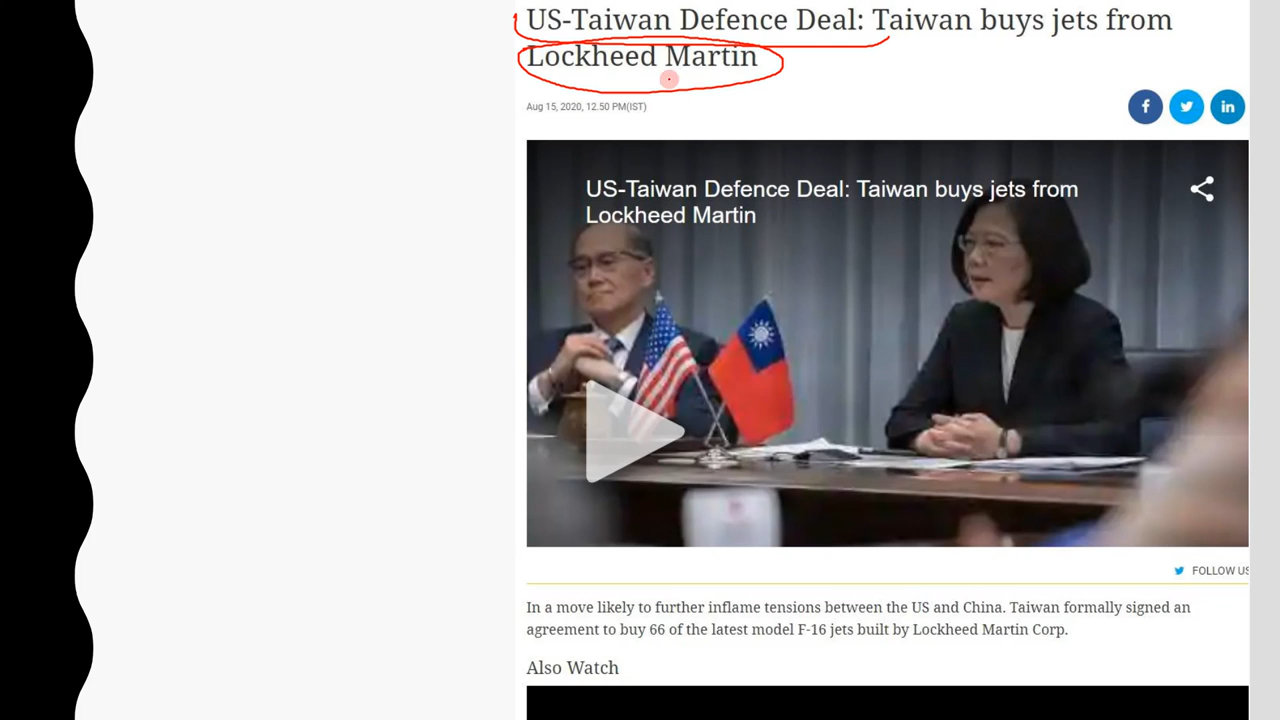 US-Taiwan Defence Deal: Taiwan buys jets from
Lockheed Martin
Aug 15, 2020, 12.50 PM(IST)
f
in
US-Taiwan Defence Deal: Taiwan buys jets from
Lockheed Martin
FOLLOW US
In a move likely to further inflame tensions between the US and China. Taiwan formally signed an
agreement to buy 66 of the latest model F-16 jets built by Lockheed Martin Corp.
Also Watch